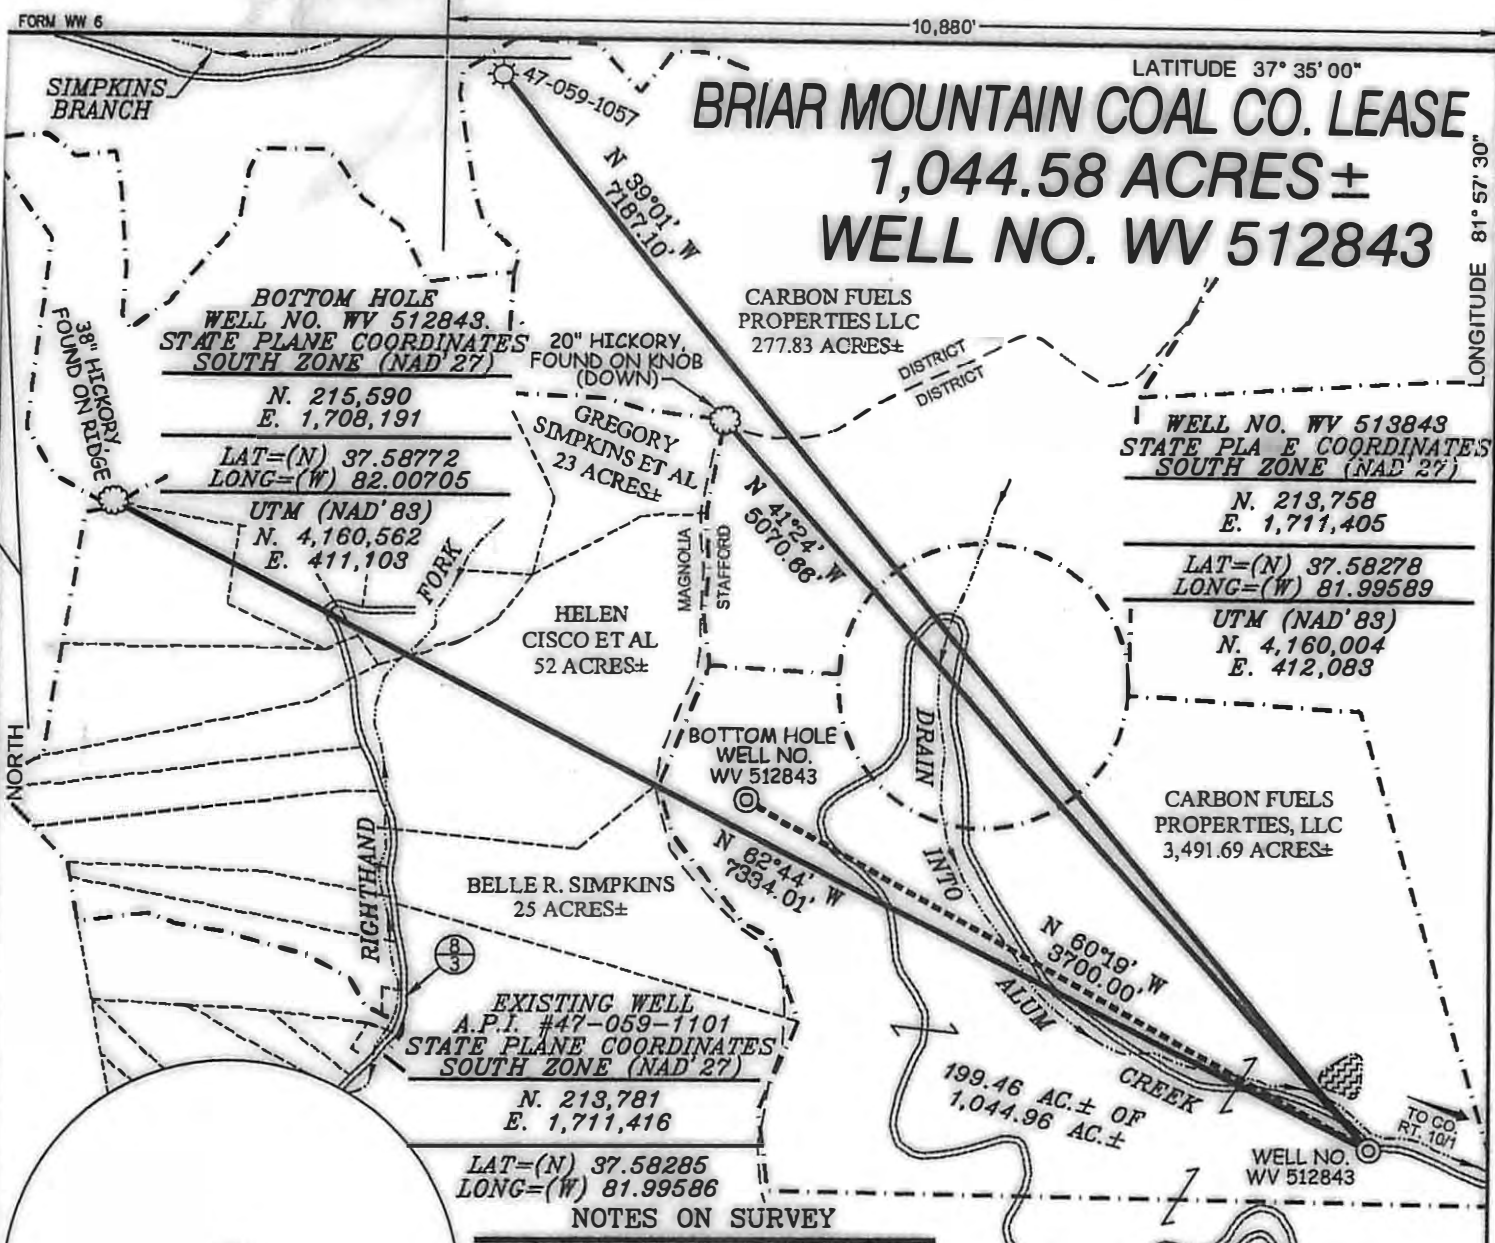 FORM WW 6
10,880'
LATITUDE 37° 35' 00"
SIMPKINS
BRANCH
47-059-1057
BRIAR MOUNTAIN COAL CO. LEASE
1,044.58 ACRES ±
WELL NO. WV 512843
LONGITUDE 81° 57' 30"
N 39°01' W
7187.10'
BOTTOM HOLE
WELL NO. WV 512843.
STATE PLANE COORDINATES
SOUTH ZONE (NAD'27)
N. 215,590
E. 1,708,191
LAT=(N) 37.58772
LONG=(W) 82.00705
UTM (NAD'83)
N. 4,160,562
E. 411,103
38" HICKORY,
FOUND ON RIDGE
20" HICKORY,
FOUND ON KNOB
(DOWN)
CARBON FUELS
PROPERTIES LLC
277.83 ACRES±
DISTRICT
DISTRICT
GREGORY
SIMPKINS ET AL
23 ACRES±
WELL NO. WV 513843
STATE PLA E COORDINATES
SOUTH ZONE (NAD'27)
N. 213,758
E. 1,711,405
LAT=(N) 37.58278
LONG=(W) 81.99589
UTM (NAD'83)
N. 4,160,004
E. 412,083
N 41°24' W
5070.66'
MAGNOLIA
STAFFORD
FORK
HELEN
CISCO ET AL
52 ACRES±
NORTH
BOTTOM HOLE
WELL NO.
WV 512843
DRAIN
INTO
ALUM
CREEK
CARBON FUELS
PROPERTIES, LLC
3,491.69 ACRES±
N 62°44' W
7334.01'
RIGHTHAND
BELLE R. SIMPKINS
25 ACRES±
8
3
N 60°19' W
3700.00'
EXISTING WELL
A.P.I. #47-059-1101
STATE PLANE COORDINATES
SOUTH ZONE (NAD'27)
N. 213,781
E. 1,711,416
LAT=(N) 37.58285
LONG=(W) 81.99586
199.46 AC.± OF
1,044.96 AC.±
TO CO.
RT. 10/1
WELL NO.
WV 512843
NOTES ON SURVEY